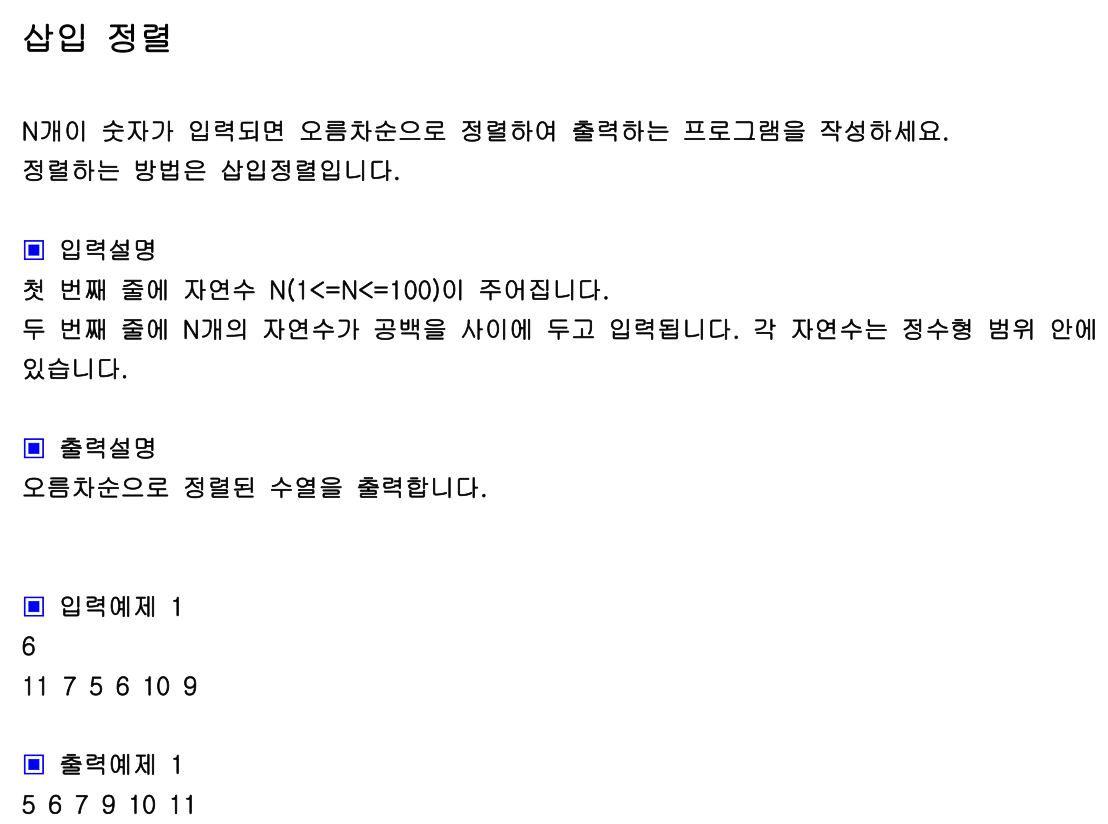 삽입 정렬
N개이 숫자가 입력되면 오름차순으로 정렬하여 출력하는 프로그램을 작성하세요.
정렬하는 방법은 삽입정렬입니다.
▣ 입력설명
첫 번째 줄에 자연수 N(1<=N<=100)이 주어집니다.
두 번째 줄에 N개의 자연수가 공백을 사이에 두고 입력됩니다. 각 자연수는 정수형 범위 안에
있습니다.
▣ 출력설명
오름차순으로 정렬된 수열을 출력합니다.
▣ 입력예제 1
6
11 7 5 6 10 9
▣ 출력예제 1
5 6 7 9 10 11